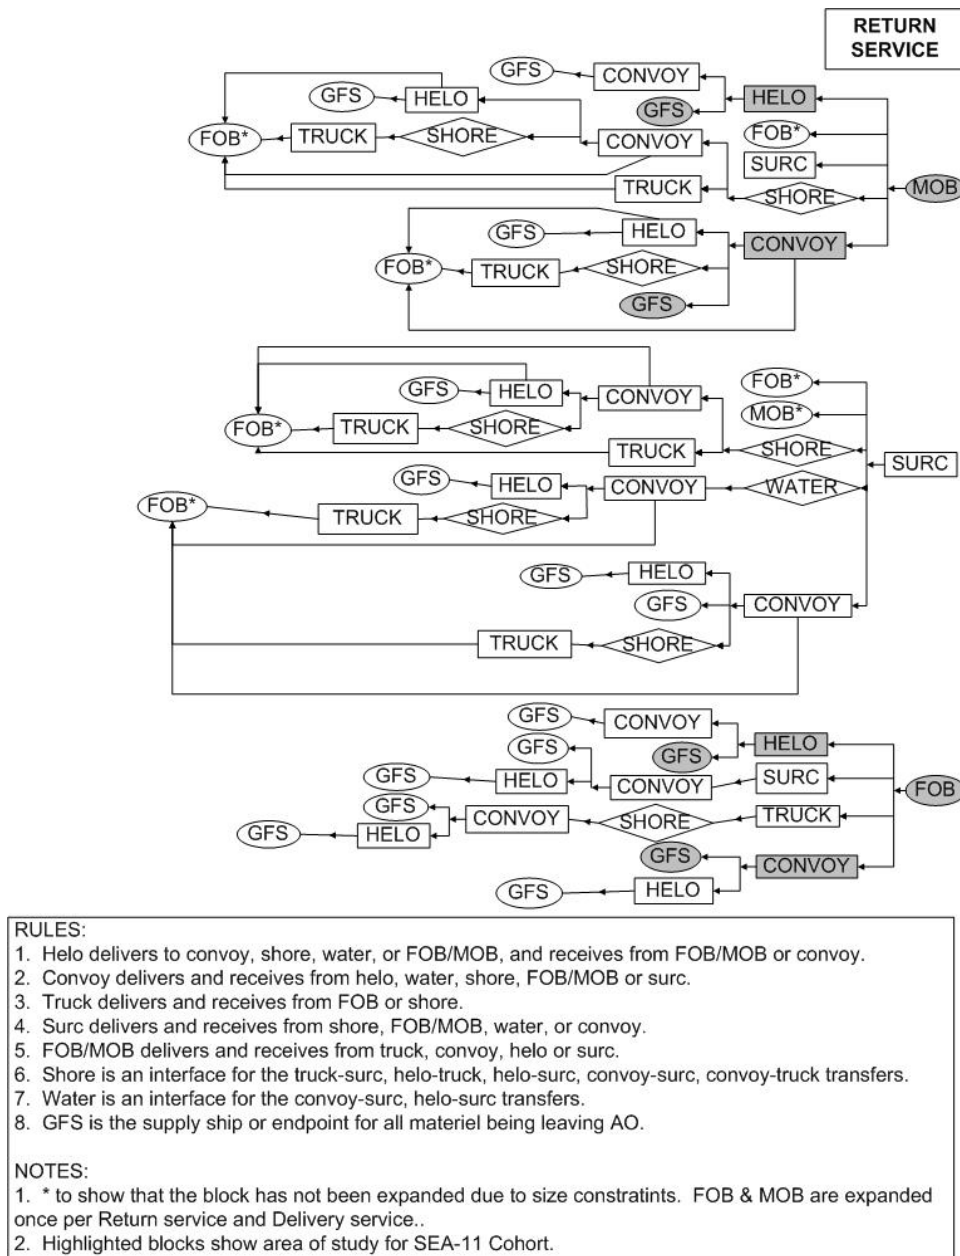 RETURN
SERVICE
GFS
CONVOY
GFS
HELO
GFS
HELO
FOB*
TRUCK
SHORE
CONVOY
FOB*
SURC
TRUCK
SHORE
MOB
GFS
HELO
CONVOY
FOB*
TRUCK
SHORE
GFS
GFS
HELO
CONVOY
FOB*
MOB*
FOB*
TRUCK
SHORE
TRUCK
SHORE
SURC
GFS
HELO
CONVOY
WATER
FOB*
TRUCK
SHORE
GFS
HELO
GFS
CONVOY
TRUCK
SHORE
GFS
CONVOY
HELO
GFS
GFS
GFS
HELO
CONVOY
SURC
FOB
GFS
GFS
HELO
CONVOY
SHORE
TRUCK
GFS
CONVOY
GFS
HELO
RULES:
1. Helo delivers to convoy, shore, water, or FOB/MOB, and receives from FOB/MOB or convoy.
2. Convoy delivers and receives from helo, water, shore, FOB/MOB or surc.
3. Truck delivers and receives from FOB or shore.
4. Surc delivers and receives from shore, FOB/MOB, water, or convoy.
5. FOB/MOB delivers and receives from truck, convoy, helo or surc.
6. Shore is an interface for the truck-surc, helo-truck, helo-surc, convoy-surc, convoy-truck transfers.
7. Water is an interface for the convoy-surc, helo-surc transfers.
8. GFS is the supply ship or endpoint for all materiel being leaving AO.
NOTES:
1. * to show that the block has not been expanded due to size constratints. FOB & MOB are expanded
once per Return service and Delivery service..
2. Highlighted blocks show area of study for SEA-11 Cohort.